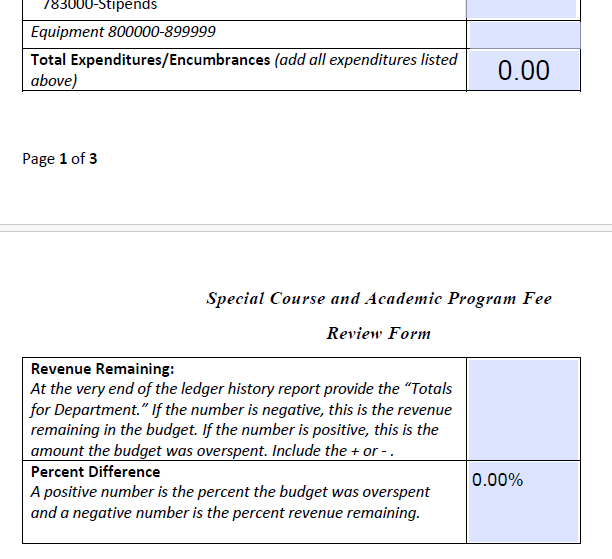 783000-Stipends
Equipment 800000-899999
Total Expenditures/Encumbrances (add all expenditures listed
above)
0.00
Page 1 of 3
Special Course and Academic Program Fee
Review Form
Revenue Remaining:
At the very end of the ledger history report provide the “Totals
for Department.” If the number is negative, this is the revenue
remaining in the budget. If the number is positive, this is the
amount the budget was overspent. Include the + or - .
Percent Difference
A positive number is the percent the budget was overspent
and a negative number is the percent revenue remaining.
0.00%